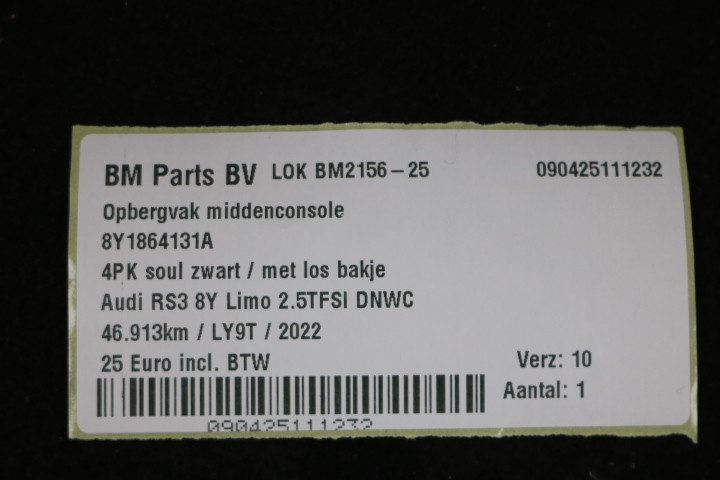 BM Parts BV LOK BM2156-25 090425111232
Opbergvak middenconsole
8Y1864131A
4PK soul zwart / met los bakje
Audi RS3 8Y Limo 2.5TFSI DNWC
46.913km / LY9T / 2022
25 Euro incl. BTW Verz: 10
Aantal: 1
090425111232